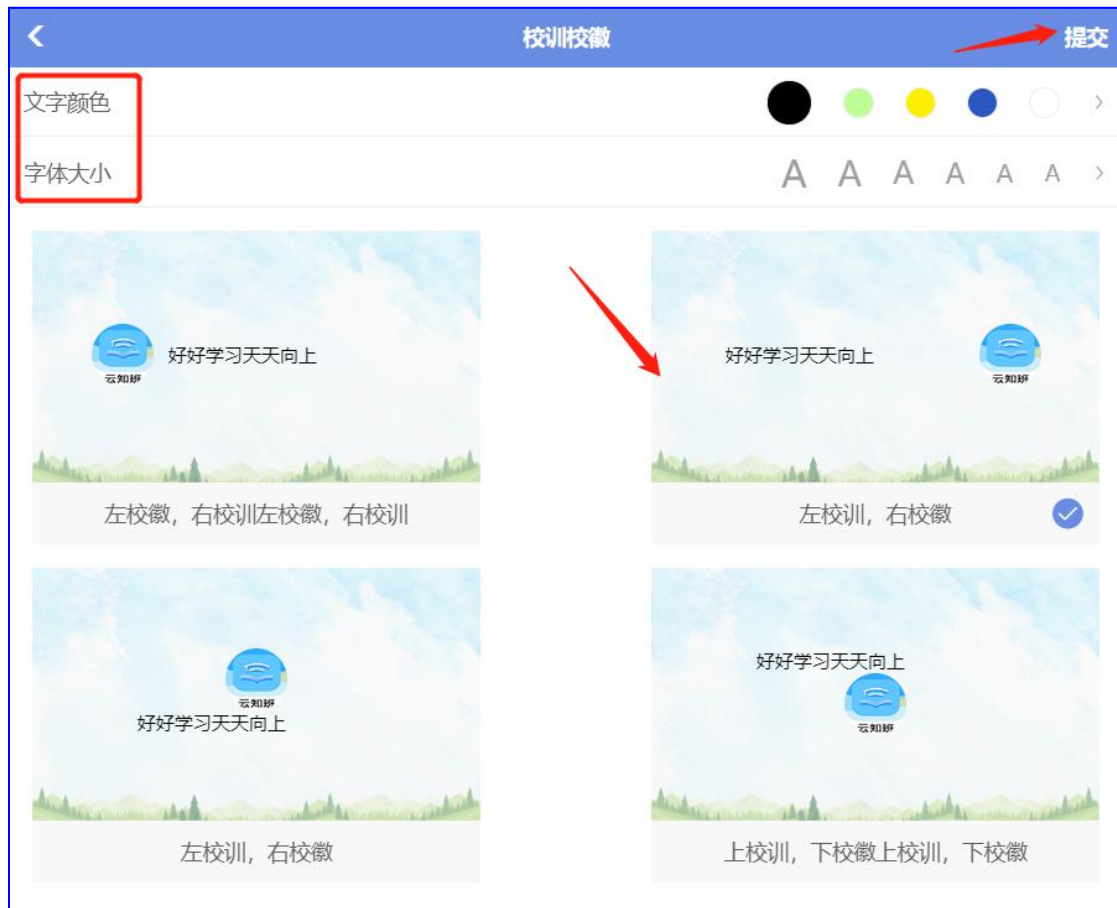 校训校徽
提交
文字颜色
字体大小
A A A A A A
云知班
好好学习天天向上
好好学习天天向上
云知班
左校徽，右校训左校徽，右校训
左校训，右校徽
云知班
好好学习天天向上
好好学习天天向上
云知班
左校训，右校徽
上校训，下校徽上校训，下校徽